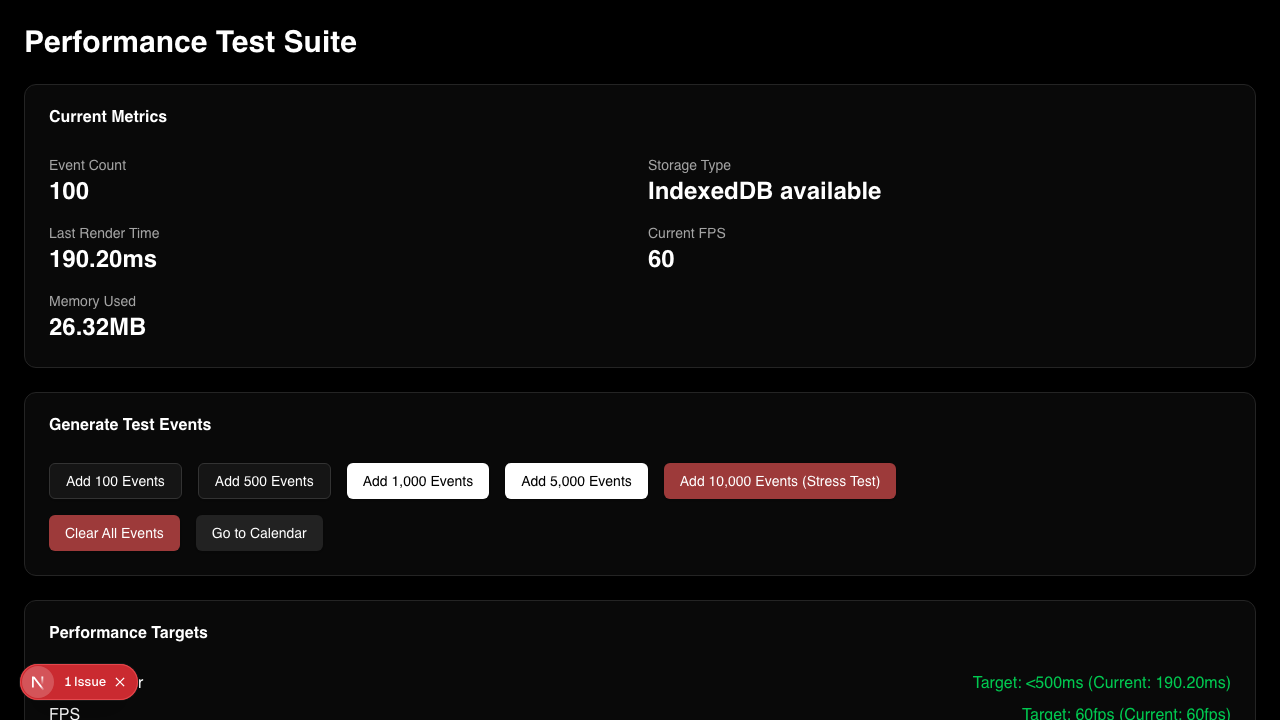 Performance Test Suite
Current Metrics
Event Count
100
Storage Type
IndexedDB available
Last Render Time
190.20ms
Current FPS
60
Memory Used
26.32MB
Generate Test Events
Add 100 Events
Add 500 Events
Add 1,000 Events
Add 5,000 Events
Add 10,000 Events (Stress Test)
Clear All Events
Go to Calendar
Performance Targets
N 1 Issue
r
Target: <500ms (Current: 190.20ms)
FPS
Target: 60fps (Current: 60fps)